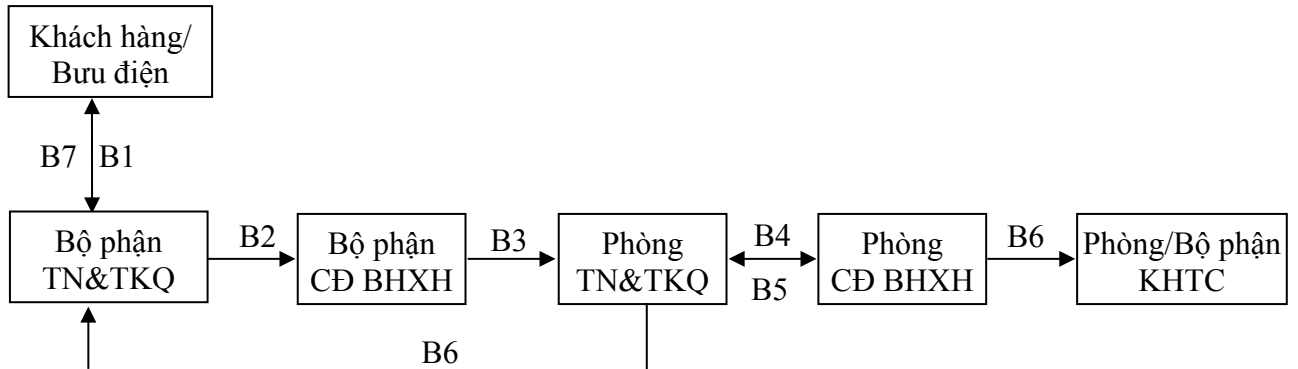 Khách hàng/
Bưu điện
B7 B1
Bộ phận
TN&TKQ
B2
Bộ phận
CĐ BHXH
B3
Phòng
TN&TKQ
B4
B5
Phòng
CĐ BHXH
B6
Phòng/Bộ phận
KHTC
B6